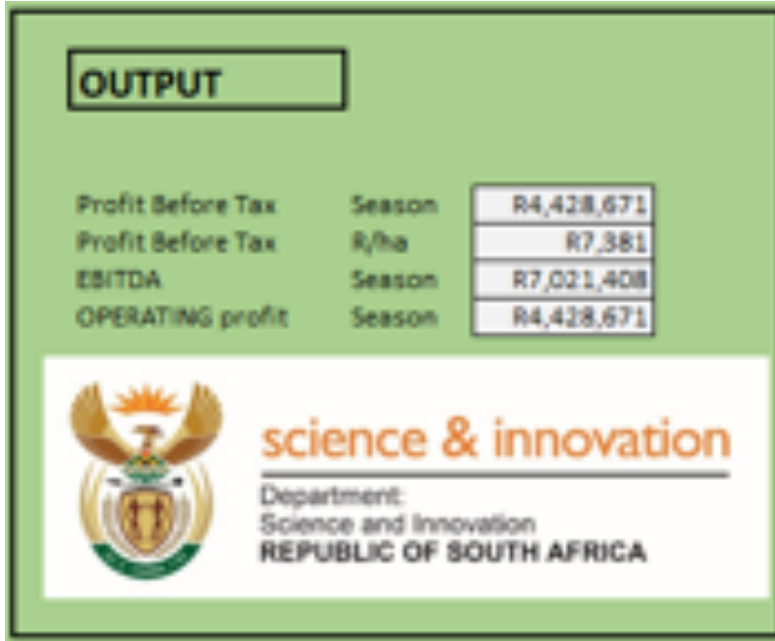 OUTPUT
Profit Before Tax Season R4,428,671
Profit Before Tax R/ha R7,381
EBITDA Season R7,021,408
OPERATING profit Season R4,428,671
science & innovation
Department:
Science and Innovation
REPUBLIC OF SOUTH AFRICA